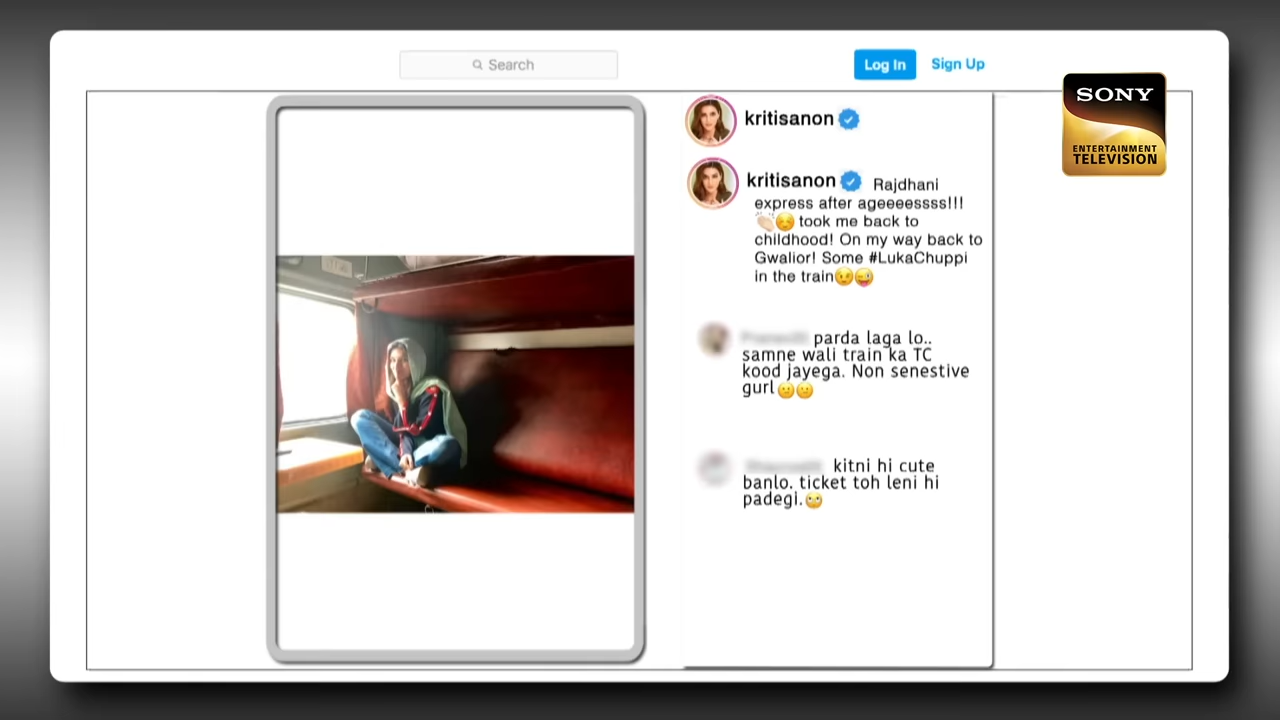 Search
Log In
Sign Up
SONY
ENTERTAINMENT
TELEVISION
kritisanon
kritisanon Rajdhani
express after ageeeessss!!!
👏🏻☺️ took me back to
childhood! On my way back to
Gwalior! Some #LukaChuppi
in the train😉😜
parda laga lo..
samne wali train ka TC
kood jayega. Non senestive
gurl😐😐
kitni hi cute
banlo. ticket toh leni hi
padegi.🙄